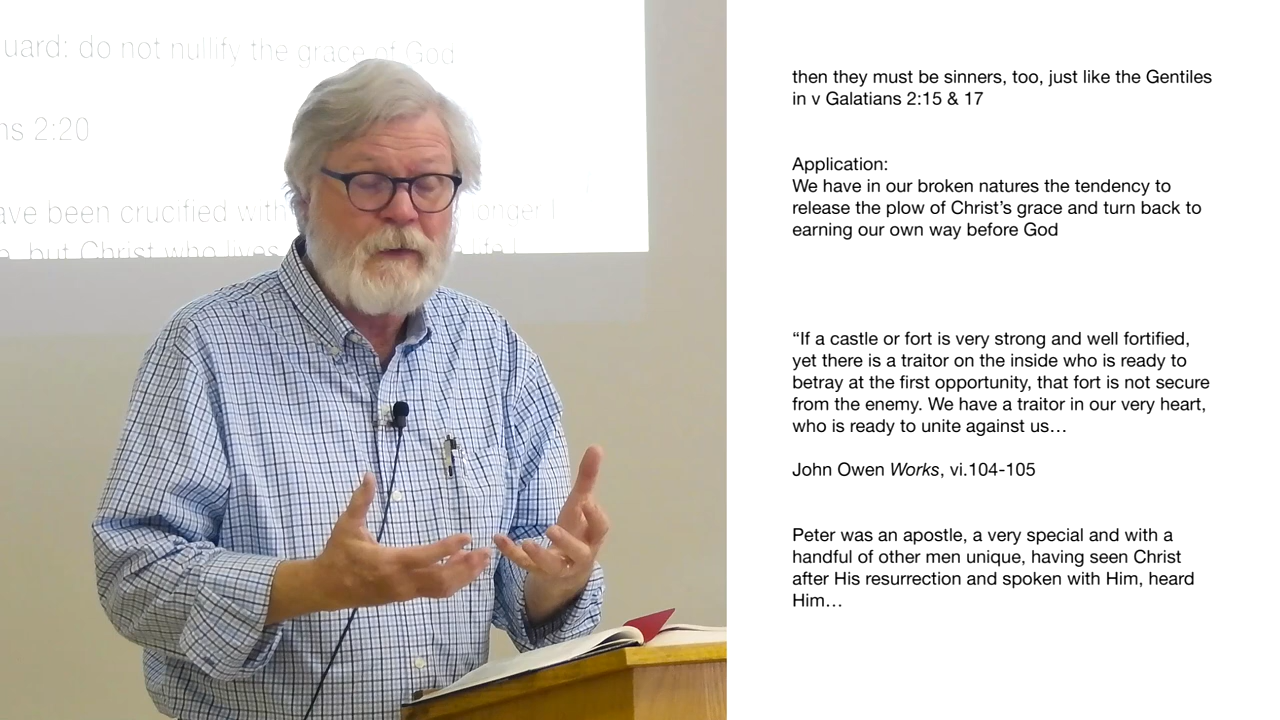 uard: do not nullify the grace of God
ns 2:20
ave been crucified with onger I
but Christ who lives life I
then they must be sinners, too, just like the Gentiles
in v Galatians 2:15 & 17
Application:
We have in our broken natures the tendency to
release the plow of Christ’s grace and turn back to
earning our own way before God
“If a castle or fort is very strong and well fortified,
yet there is a traitor on the inside who is ready to
betray at the first opportunity, that fort is not secure
from the enemy. We have a traitor in our very heart,
who is ready to unite against us…
John Owen Works, vi.104-105
Peter was an apostle, a very special and with a
handful of other men unique, having seen Christ
after His resurrection and spoken with Him, heard
Him…